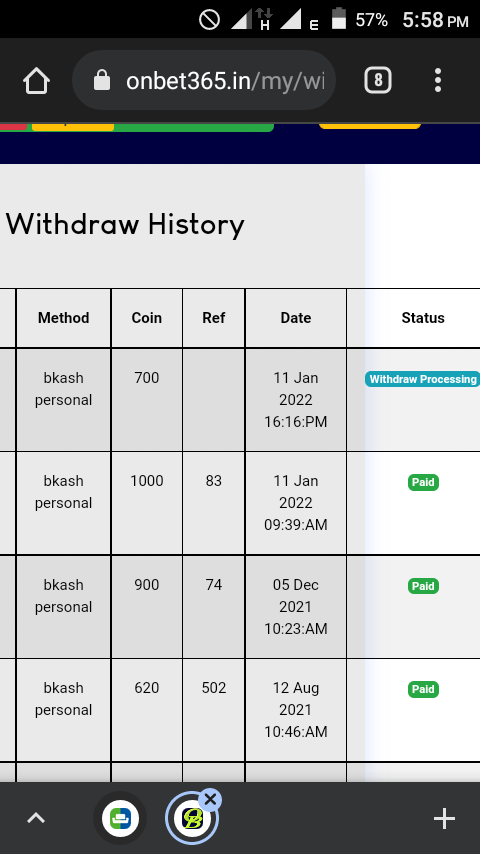 H E 57% 5:58 PM
onbet365.in/my/wi
8
Withdraw History
Method Coin Ref Date Status
bkash personal 700 11 Jan 2022 16:16:PM Withdraw Processing
bkash personal 1000 83 11 Jan 2022 09:39:AM Paid
bkash personal 900 74 05 Dec 2021 10:23:AM Paid
bkash personal 620 502 12 Aug 2021 10:46:AM Paid